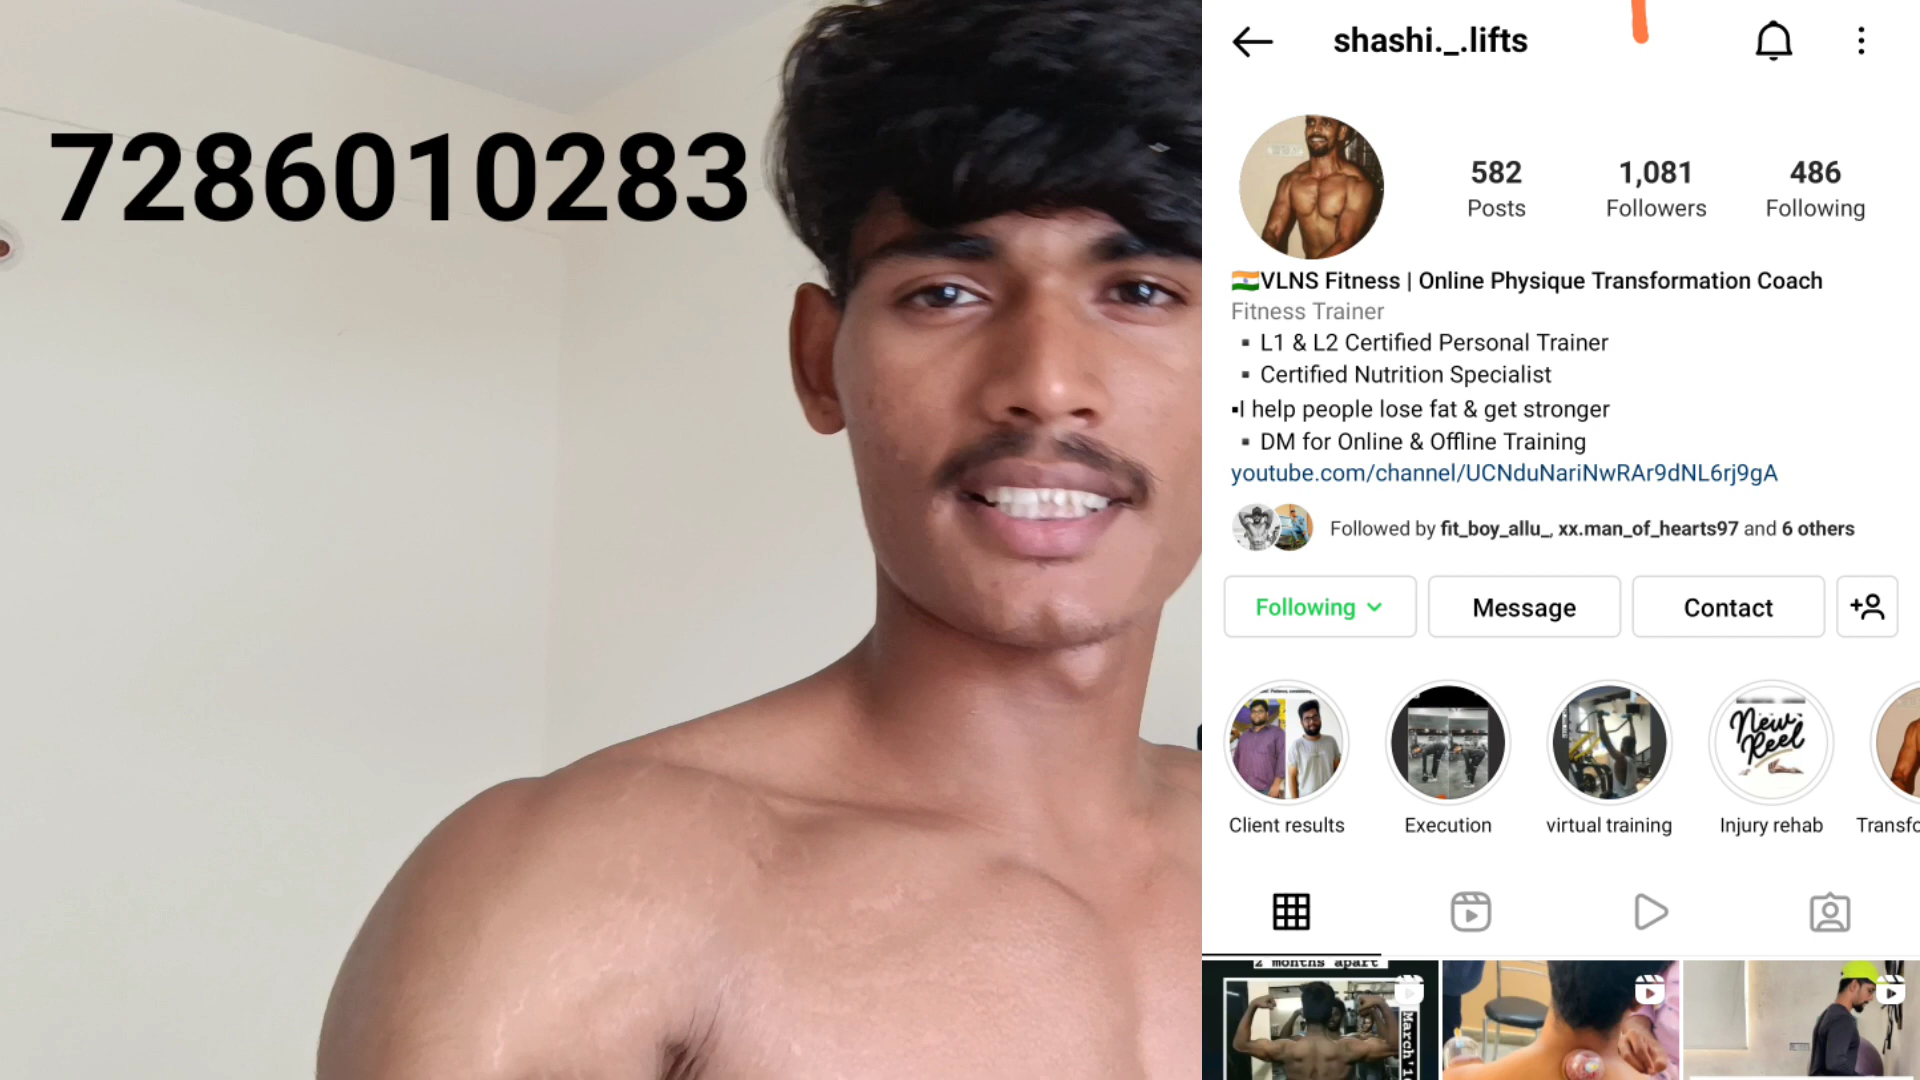 7286010283
shashi._.lifts
582
Posts
1,081
Followers
486
Following
🇮🇳VLNS Fitness | Online Physique Transformation Coach
Fitness Trainer
▪ L1 & L2 Certified Personal Trainer
▪ Certified Nutrition Specialist
▪I help people lose fat & get stronger
▪ DM for Online & Offline Training
youtube.com/channel/UCNduNariNwRAr9dNL6rj9gA
Followed by fit_boy_allu_, xx.man_of_hearts97 and 6 others
Following
Message
Contact
New
Reel
Client results
Execution
virtual training
Injury rehab
Transfo
2 months apart